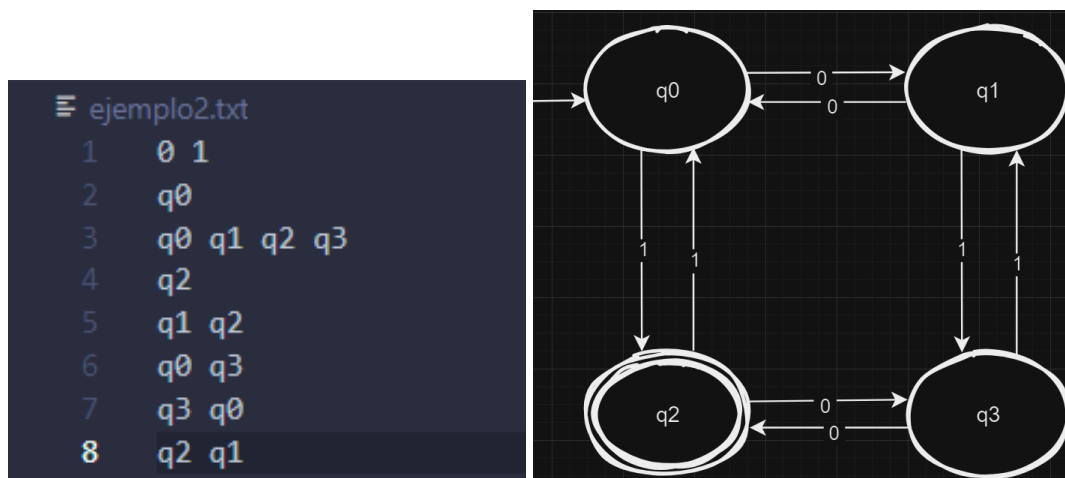 ejemplo2.txt
1 0 1
2 q0
3 q0 q1 q2 q3
4 q2
5 q1 q2
6 q0 q3
7 q3 q0
8 q2 q1
q0 0 q1
0
1 1 1 1
q2 0 q3
0